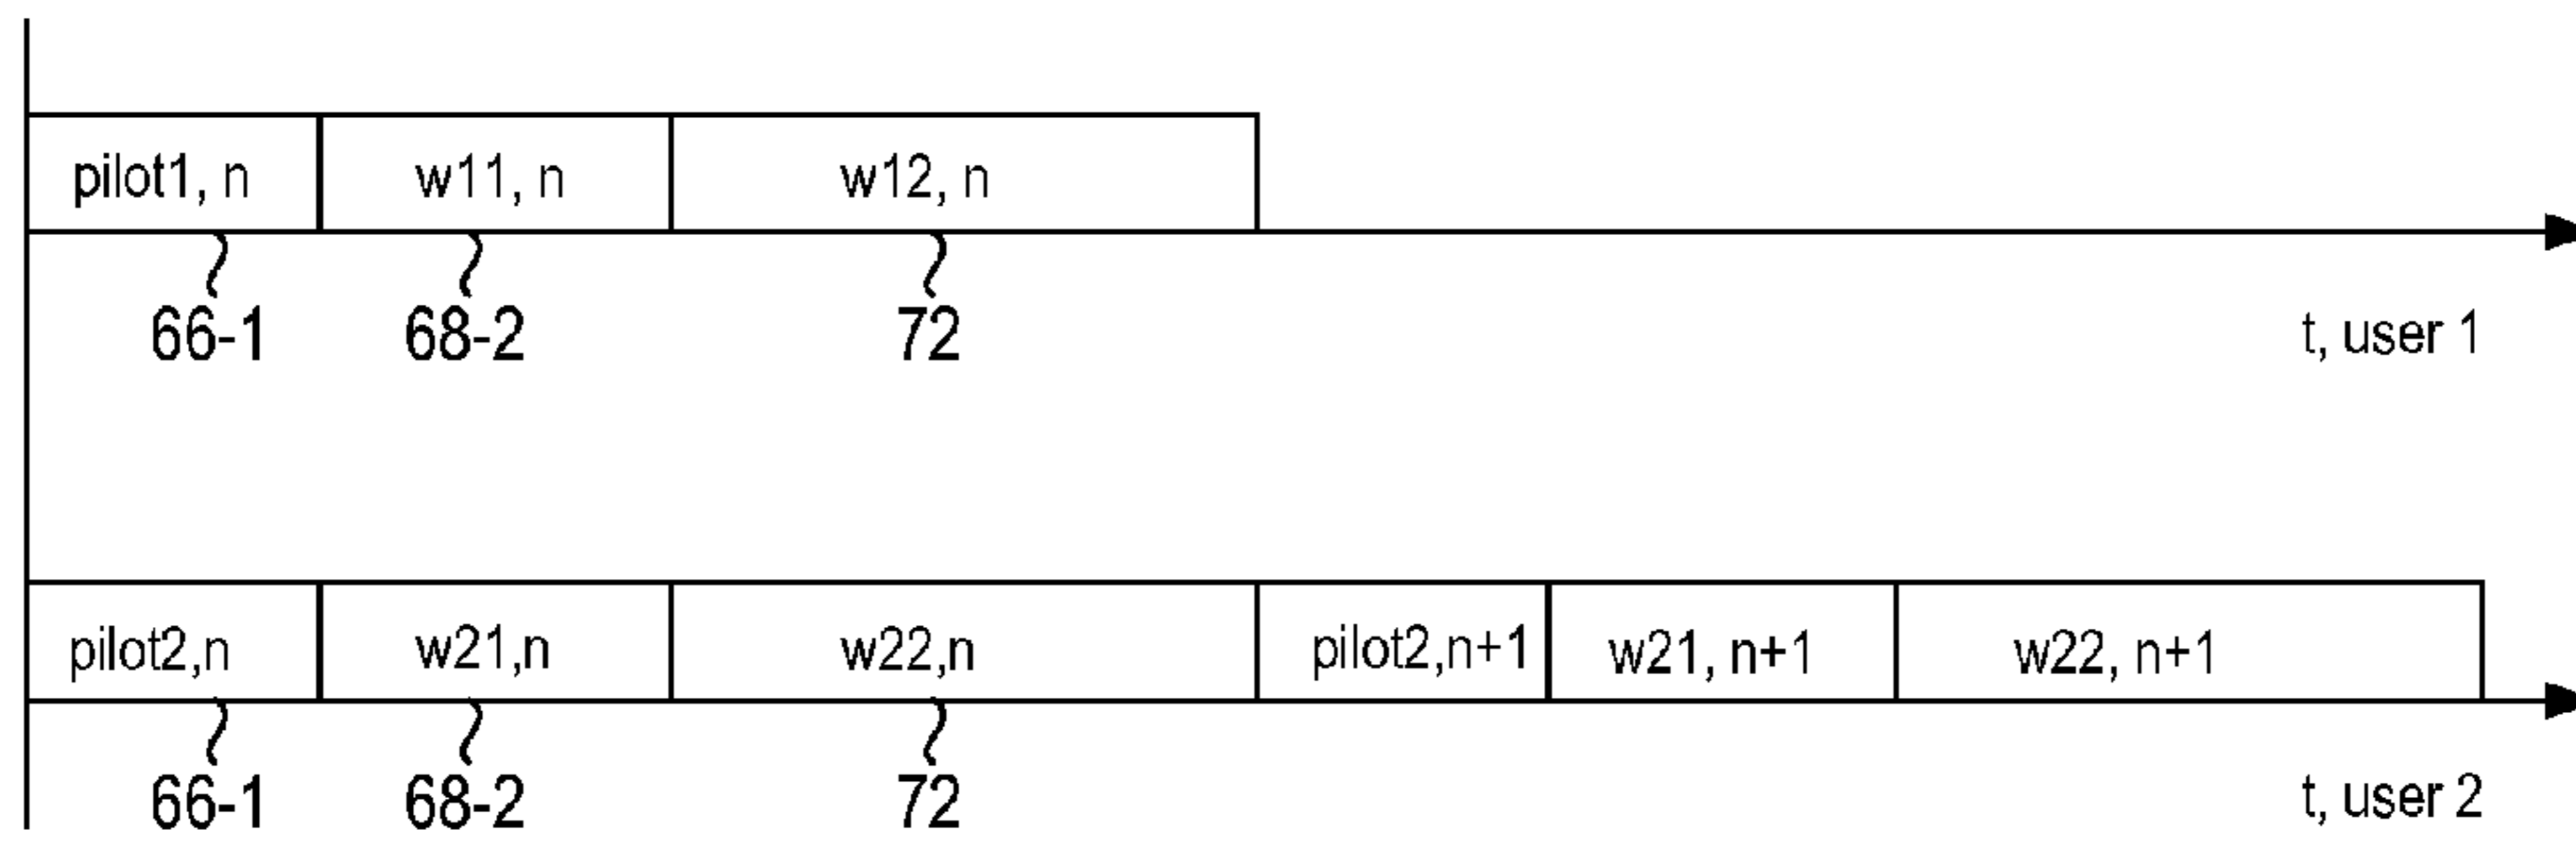 pilot1, n w11, n w12, n
66-1 68-2 72
t, user 1
pilot2,n w21,n w22,n pilot2,n+1 w21, n+1 w22, n+1
66-1 68-2 72
t, user 2